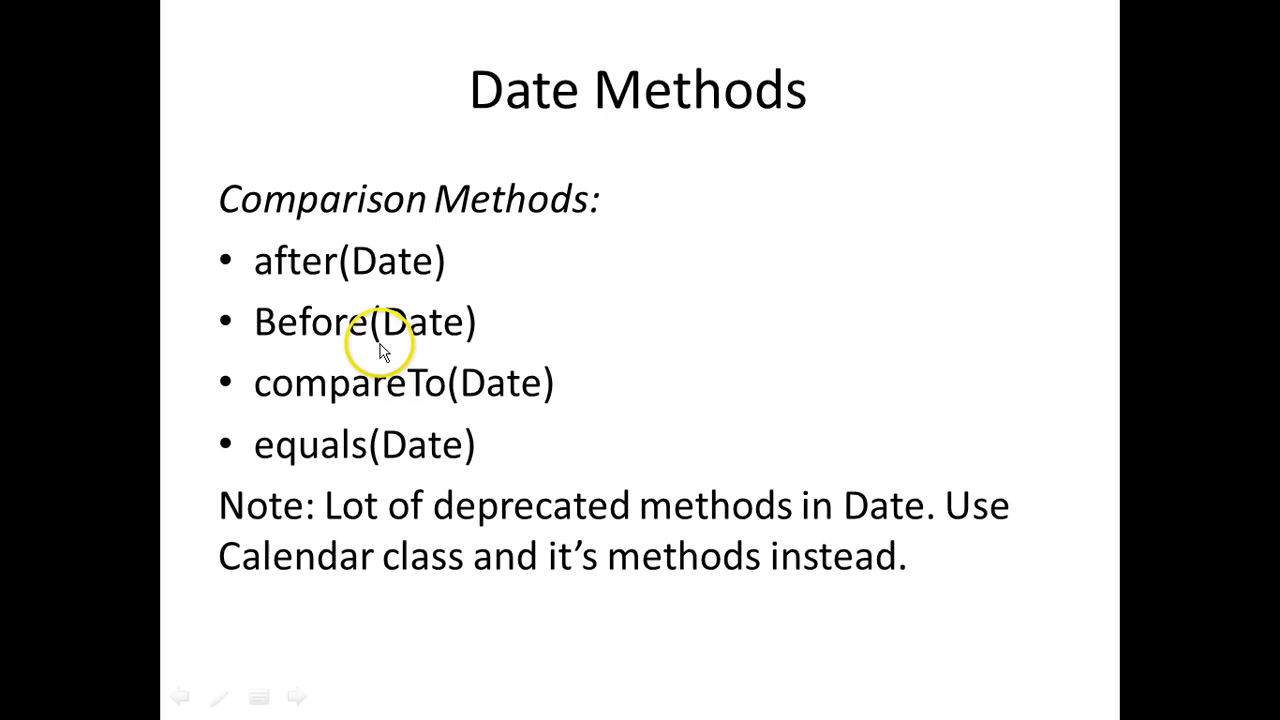 Date Methods
Comparison Methods:
• after(Date)
• Before(Date)
• compareTo(Date)
• equals(Date)
Note: Lot of deprecated methods in Date. Use
Calendar class and it’s methods instead.